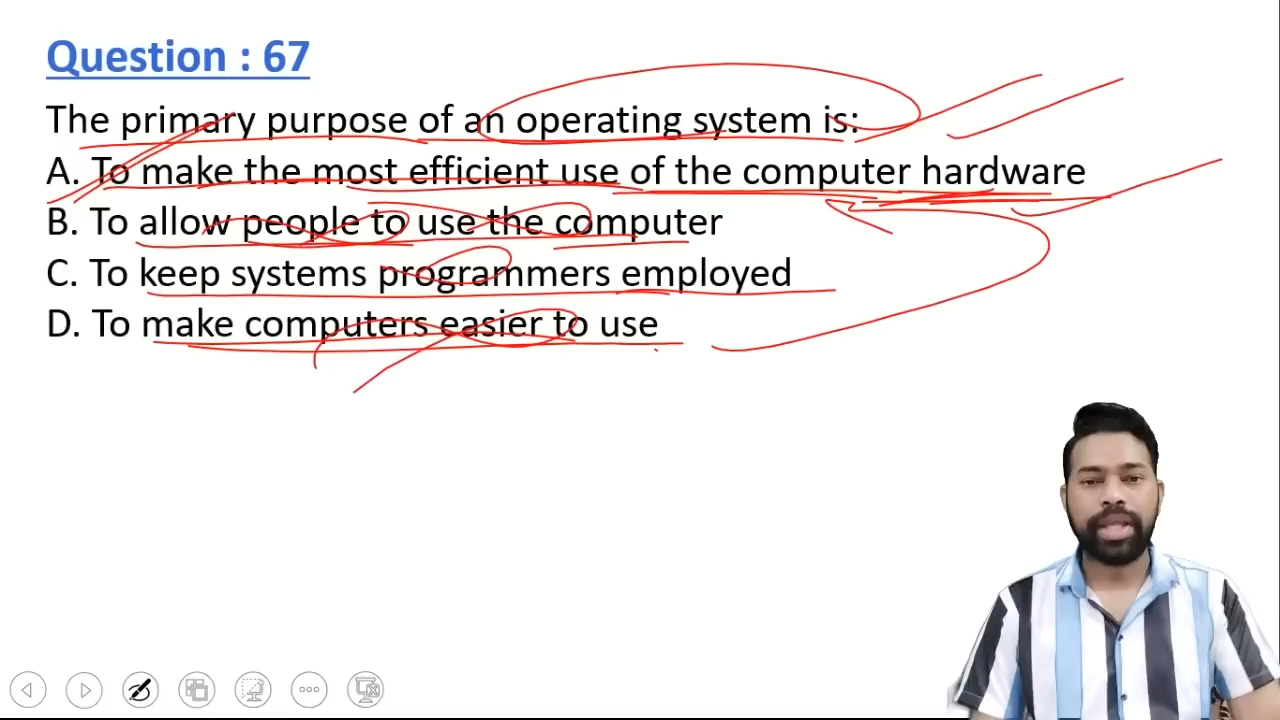 Question : 67
The primary purpose of an operating system is:
A. To make the most efficient use of the computer hardware
B. To allow people to use the computer
C. To keep systems programmers employed
D. To make computers easier to use